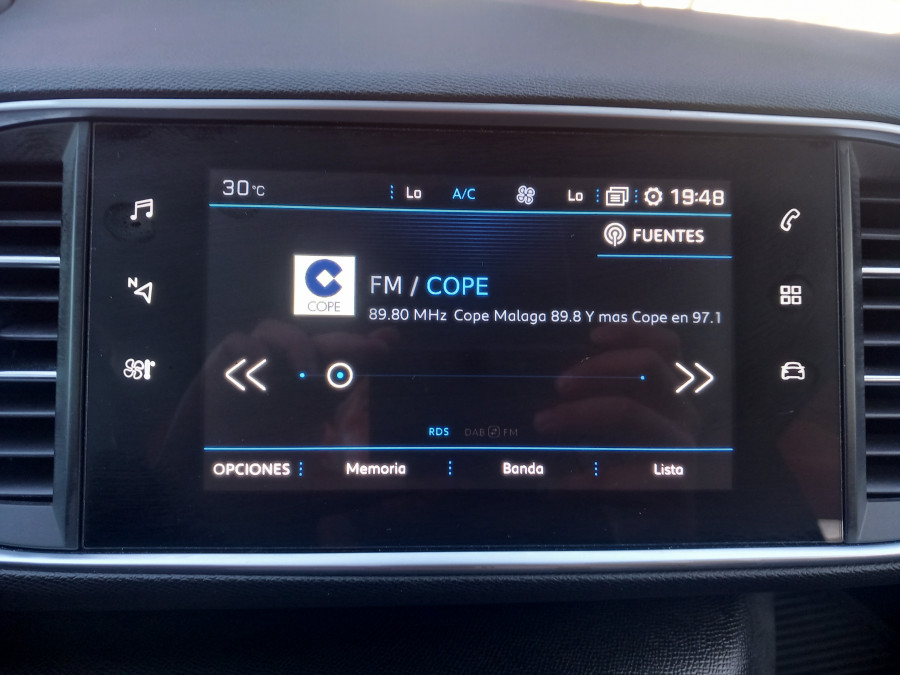 30°C Lo A/C Lo 19:48
FUENTES
COPE
FM / COPE
89.80 MHz Cope Malaga 89.8 Y mas Cope en 97.1
N
RDS DAB FM
OPCIONES Memoria Banda Lista